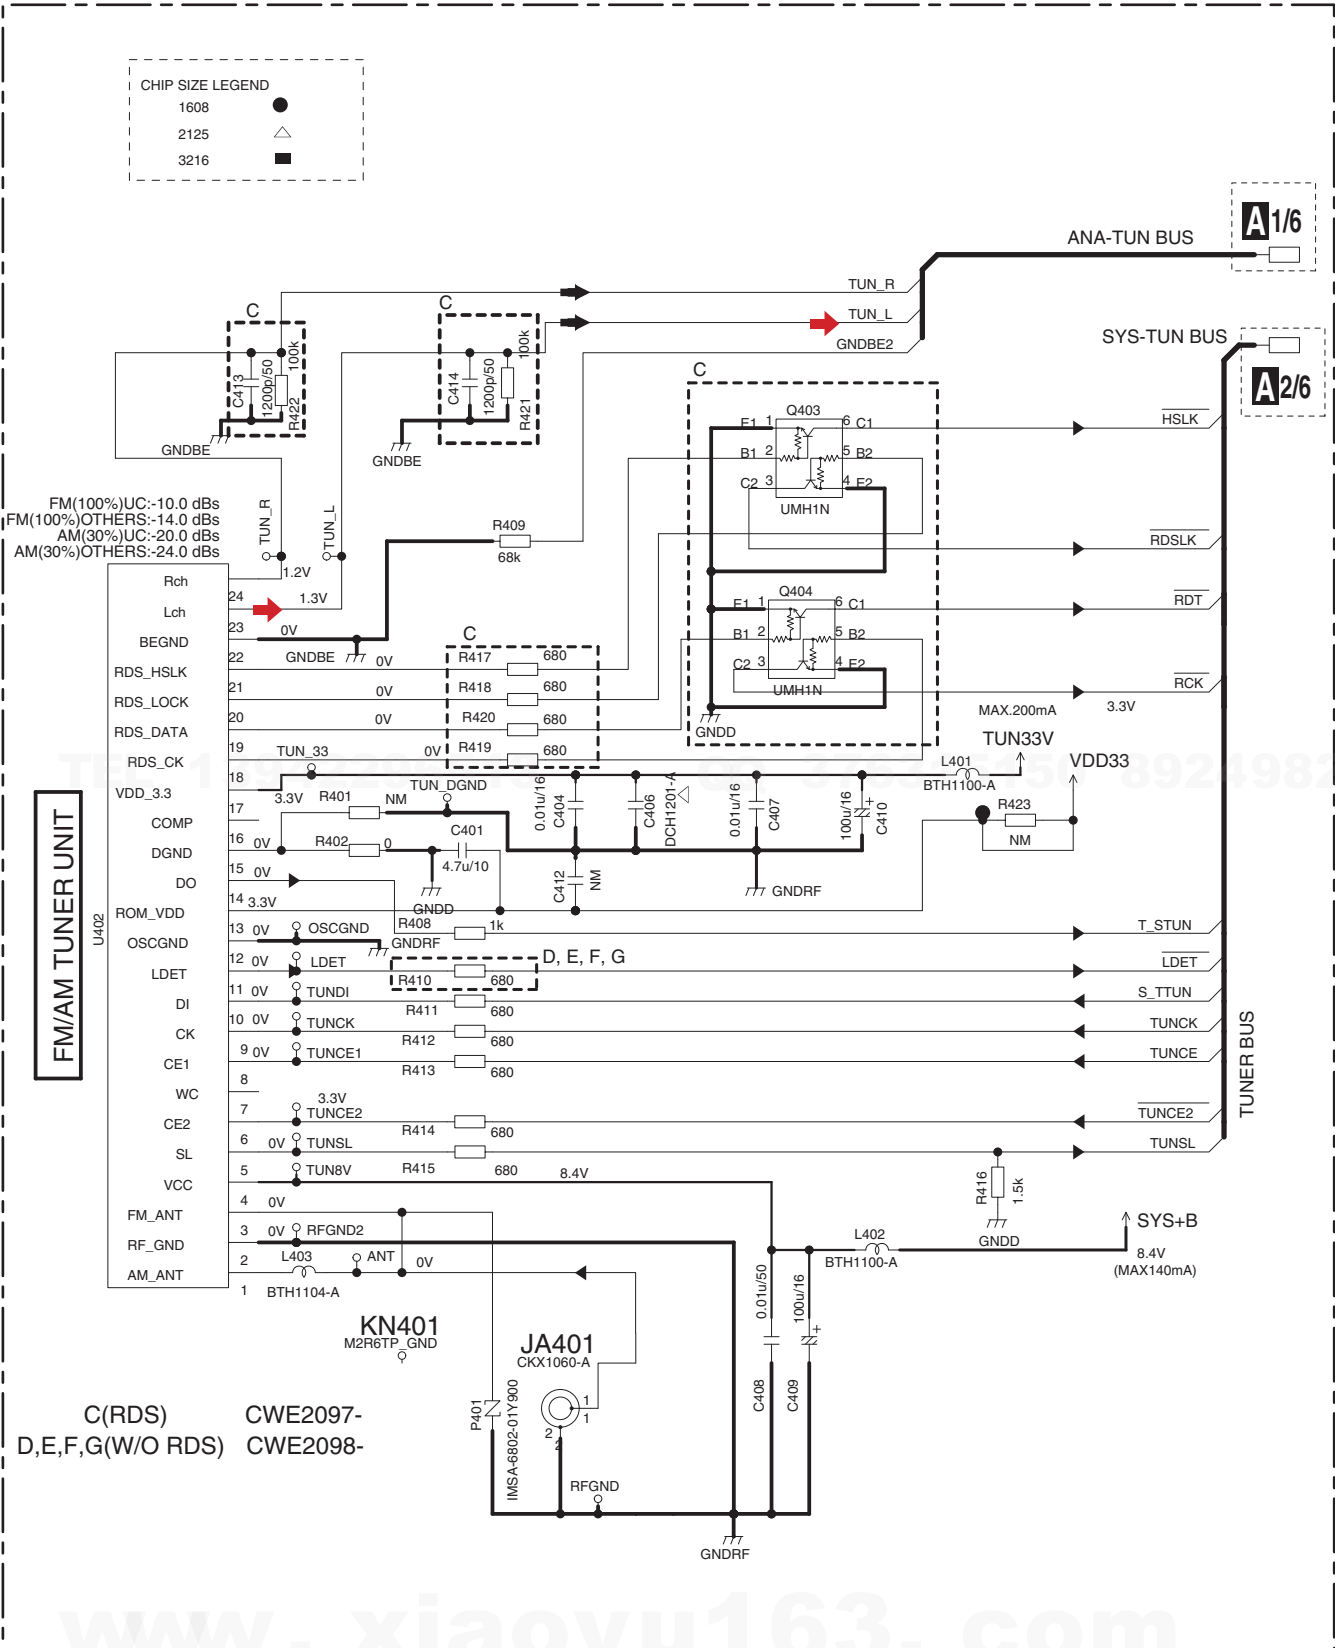 CHIP SIZE LEGEND
1608
2125
3216
A 1/6
ANA-TUN BUS
TUN_R
TUN_L
GNDBE2
SYS-TUN BUS
A 2/6
C
C413
1200p/50
100k
R422
GNDBE
C
C414
1200p/50
100k
R421
GNDBE
C
Q403
E1 1
6 C1
B1 2
5 B2
C2 3
4 E2
UMH1N
HSLK
RDSLK
Q404
E1 1
6 C1
B1 2
5 B2
C2 3
4 E2
UMH1N
GNDD
RDT
RCK
3.3V
FM(100%)UC:-10.0 dBs
FM(100%)OTHERS:-14.0 dBs
AM(30%)UC:-20.0 dBs
AM(30%)OTHERS:-24.0 dBs
TUN_R
TUN_L
R409
68k
FM/AM TUNER UNIT
U402
Rch
24
1.2V
Lch
23
1.3V
BEGND
22
0V
GNDBE
RDS_HSLK
21
0V
RDS_LOCK
20
0V
RDS_DATA
19
0V
RDS_CK
18
0V
VDD_3.3
17
3.3V
COMP
16
DGND
15
0V
DO
14
0V
ROM_VDD
13
3.3V
OSCGND
12
0V
LDET
11
0V
DI
10
0V
CK
9
0V
CE1
8
0V
WC
7
CE2
6
3.3V
SL
5
0V
VCC
4
8.4V
FM_ANT
3
0V
RF_GND
2
0V
AM_ANT
1
0V
C
R417 680
R418 680
R420 680
R419 680
TUN_33
TUN_DGND
R401 NM
R402 0
C401
4.7u/10
GNDD
0.01u/16
C404
C406
DCH1201-A
0.01u/16
C407
100u/16
C410
C412
NM
GNDRF
MAX.200mA
TUN33V
L401
BTH1100-A
VDD33
R423
NM
OSCGND
GNDRF
R408 1k
T_STUN
LDET
D, E, F, G
R410 680
LDET
TUNDI
R411 680
S_TTUN
TUNCK
R412 680
TUNCK
TUNCE1
R413 680
TUNCE
TUNCE2
R414 680
TUNCE2
TUNSL
R415 680
TUNSL
TUNER BUS
TUN8V
RFGND2
L403
BTH1104-A
ANT
R416
1.5k
GNDD
L402
BTH1100-A
SYS+B
8.4V
(MAX140mA)
0.01u/50
C408
100u/16
C409
KN401
M2R6TP_GND
JA401
CKX1060-A
1
1
2
2
P401
IMSA-6802-01Y900
RFGND
GNDRF
C(RDS) CWE2097-
D,E,F,G(W/O RDS) CWE2098-
www. xiaoyu163. com